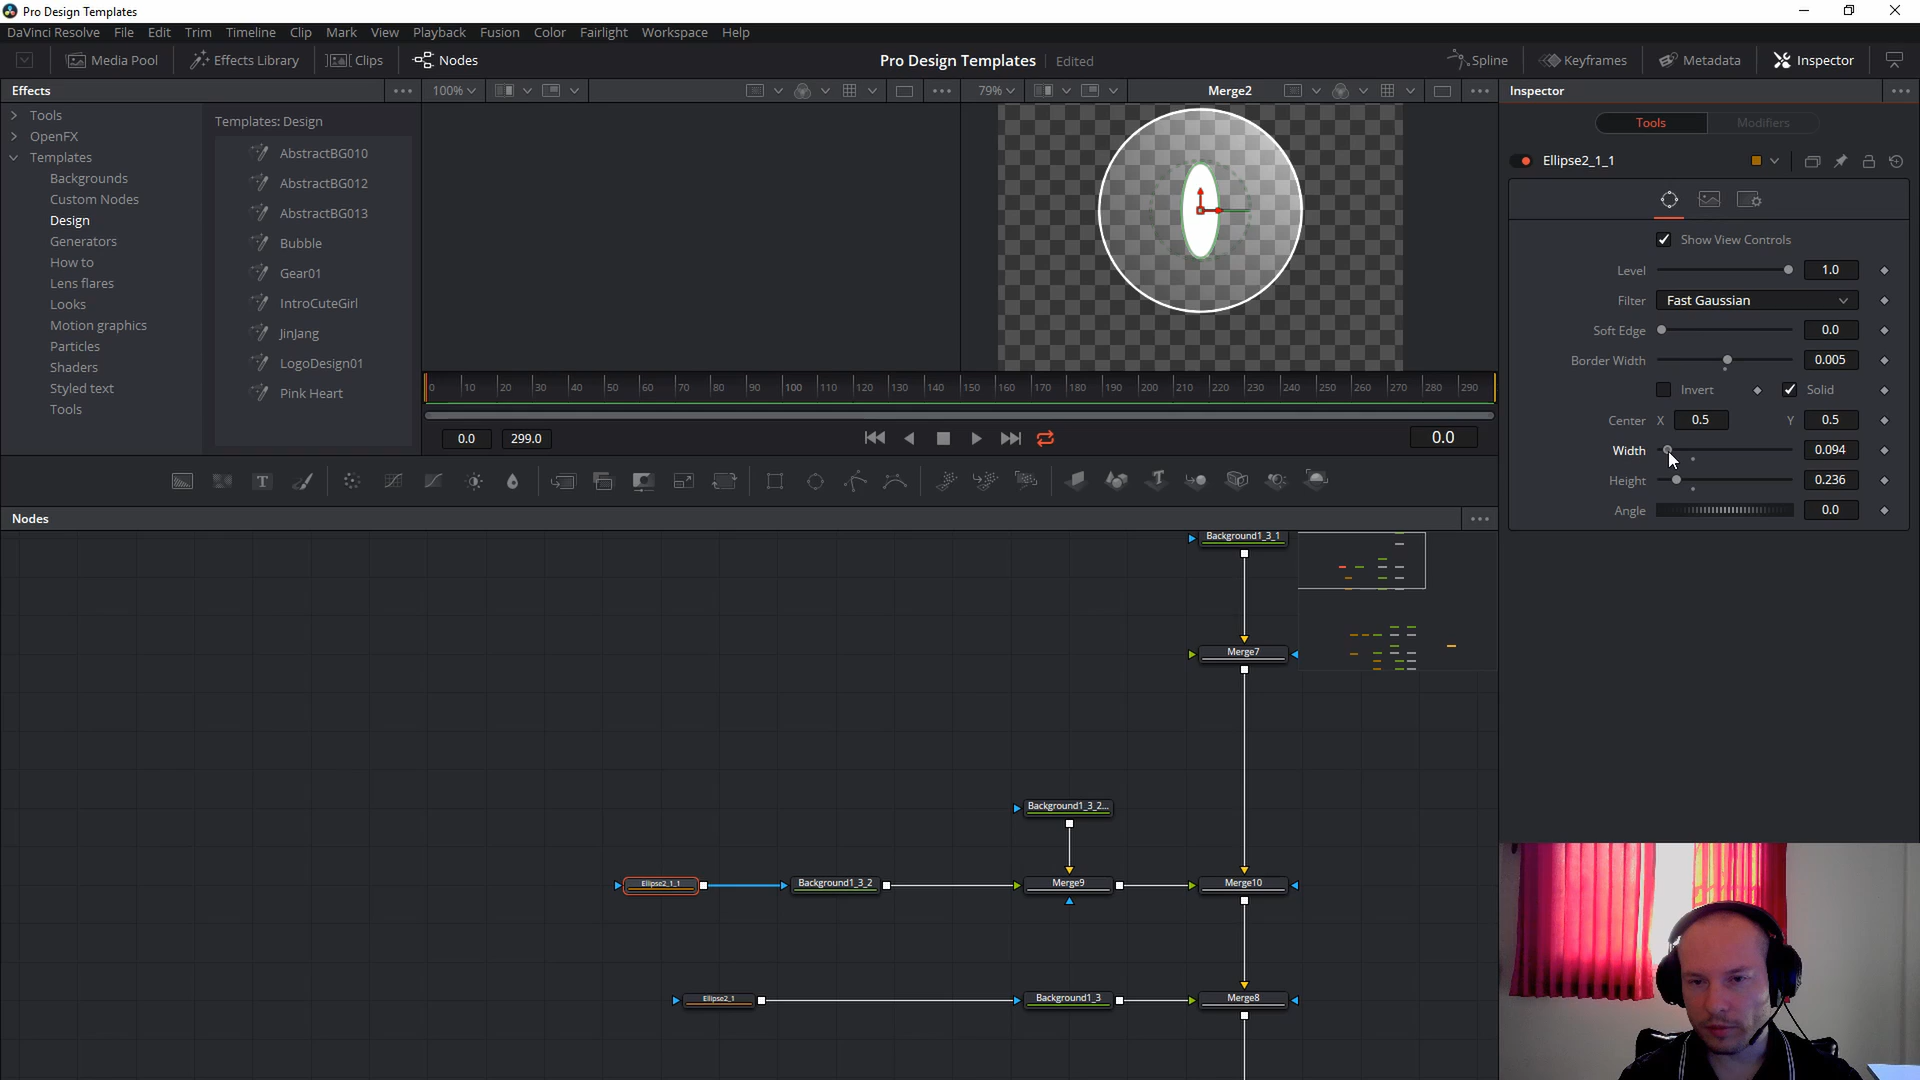 Pro Design Templates
DaVinci Resolve File Edit Trim Timeline Clip Mark View Playback Fusion Color Fairlight Workspace Help
Media Pool Effects Library Clips Nodes Pro Design Templates Edited Spline Keyframes Metadata Inspector
Effects 100% 79% Merge2 Inspector
Tools
OpenFX
Templates
Backgrounds
Custom Nodes
Design
Generators
How to
Lens flares
Looks
Motion graphics
Particles
Shaders
Styled text
Tools
Templates: Design
AbstractBG010
AbstractBG012
AbstractBG013
Bubble
Gear01
IntroCuteGirl
JinJang
LogoDesign01
Pink Heart
0 10 20 30 40 50 60 70 80 90 100 110 120 130 140 150 160 170 180 190 200 210 220 230 240 250 260 270 280 290
0.0 299.0 0.0
Tools Modifiers
Ellipse2_1_1
Show View Controls
Level 1.0
Filter Fast Gaussian
Soft Edge 0.0
Border Width 0.005
Invert Solid
Center X 0.5 Y 0.5
Width 0.094
Height 0.236
Angle 0.0
Nodes
Background1_3_1
Merge7
Background1_3_2...
Ellipse2_1_1 Background1_3_2 Merge9 Merge10
Ellipse2_1 Background1_3 Merge8